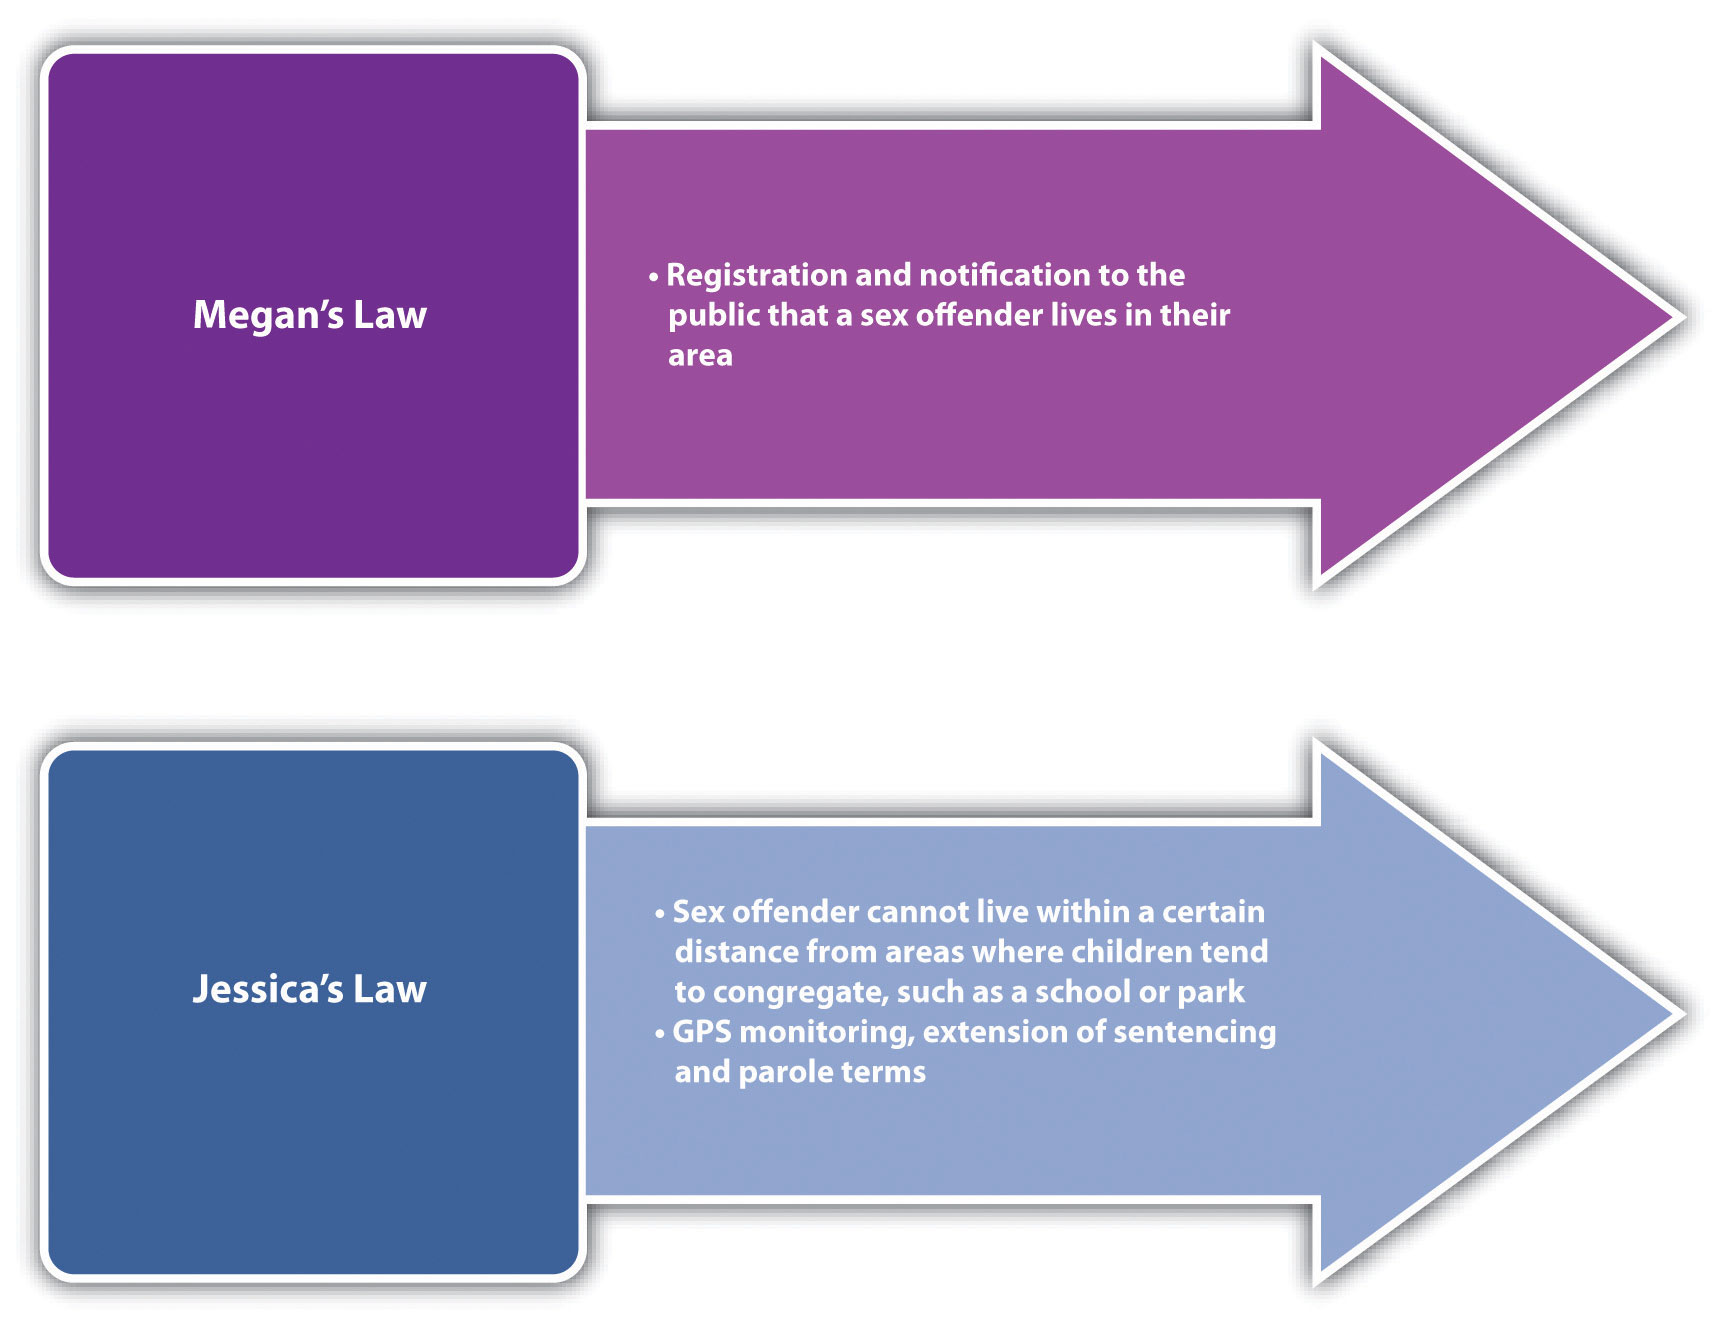 Megan’s Law
• Registration and notification to the
public that a sex offender lives in their
area
Jessica’s Law
• Sex offender cannot live within a certain
distance from areas where children tend
to congregate, such as a school or park
• GPS monitoring, extension of sentencing
and parole terms